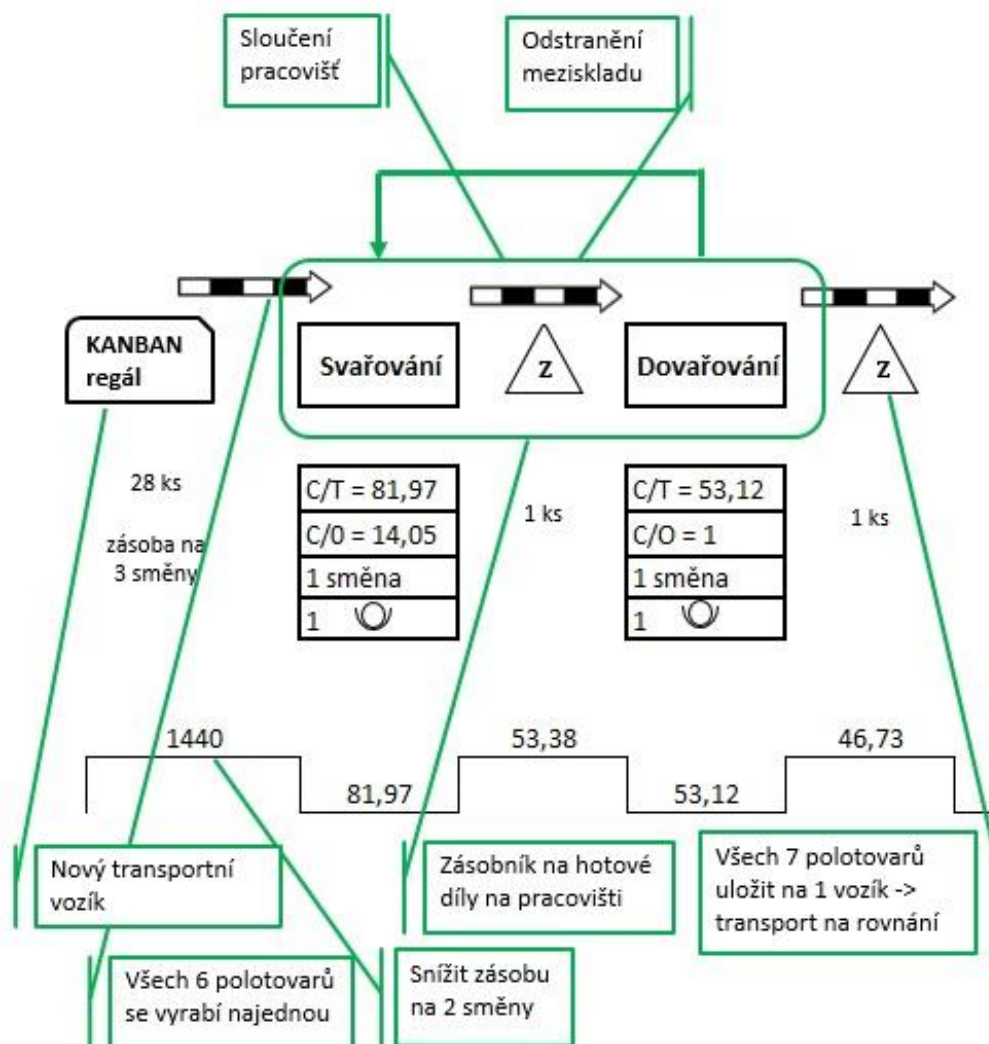 Sloučení
pracovišť
Odstranění
meziskladu
KANBAN
regál
Svařování
Z
Dovařování
Z
28 ks
zásoba na
3 směny
C/T = 81,97
C/0 = 14,05
1 směna
1
1 ks
C/T = 53,12
C/O = 1
1 směna
1
1 ks
1440
81,97
53,38
53,12
46,73
Nový transportní
vozík
Zásobník na hotové
díly na pracovišti
Všech 7 polotovarů
uložit na 1 vozík ->
transport na rovnání
Všech 6 polotovarů
se vyrabí najednou
Snížit zásobu
na 2 směny